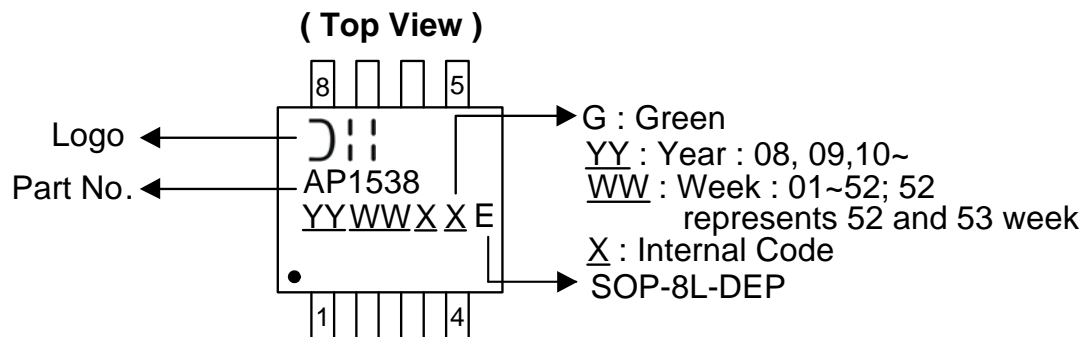 ( Top View )
8 5
Logo
AP1538
Part No.
YYWWX X E
1 4
G : Green
YY : Year : 08, 09,10~
WW : Week : 01~52; 52
represents 52 and 53 week
X : Internal Code
SOP-8L-DEP